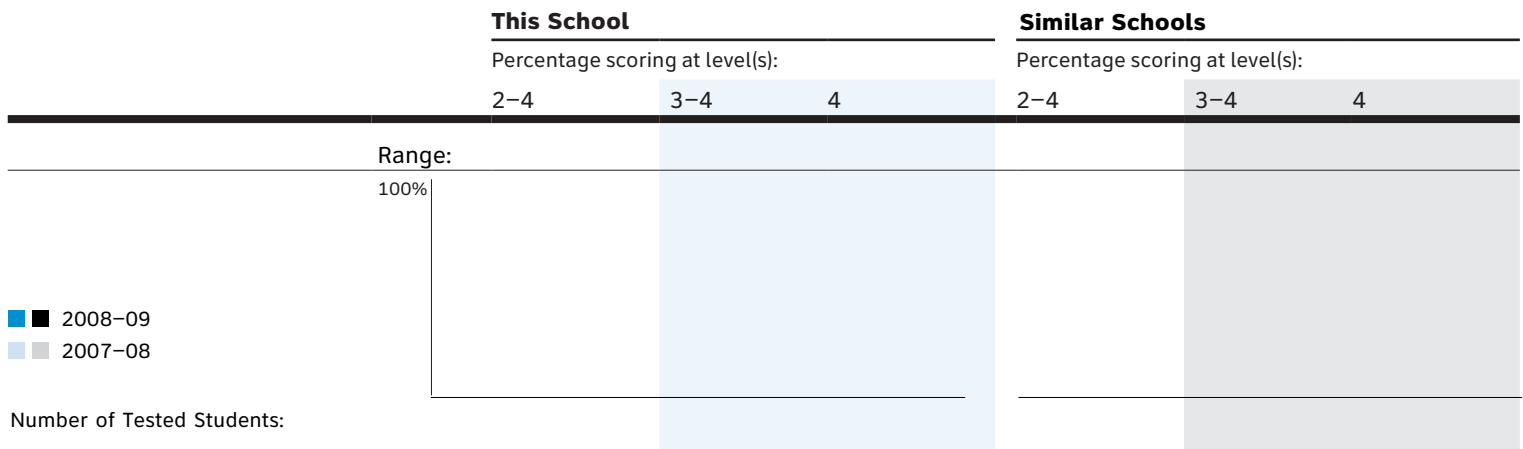 This School Similar Schools
Percentage scoring at level(s): Percentage scoring at level(s):
2–4 3–4 4 2–4 3–4 4
Range:
100%
2008–09
2007–08
Number of Tested Students: